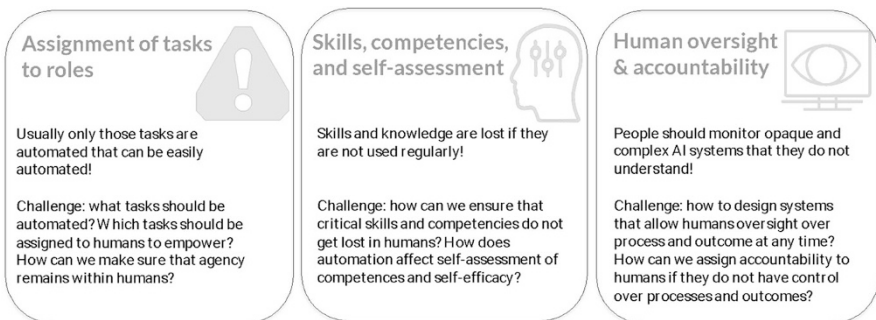 Assignment of tasks
to roles
Usually only those tasks are
automated that can be easily
automated!
Challenge: what tasks should be
automated? Which tasks should be
assigned to humans to empower?
How can we make sure that agency
remains within humans?
Skills, competencies,
and self-assessment
Skills and knowledge are lost if they
are not used regularly!
Challenge: how can we ensure that
critical skills and competencies do not
get lost in humans? How does
automation affect self-assessment of
competences and self-efficacy?
Human oversight
& accountability
People should monitor opaque and
complex AI systems that they do not
understand!
Challenge: how to design systems
that allow humans oversight over
process and outcome at any time?
How can we assign accountability to
humans if they do not have control
over processes and outcomes?